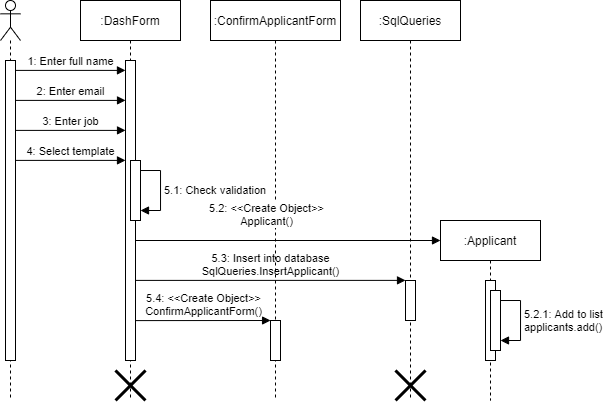 :DashForm
:ConfirmApplicantForm
:SqlQueries
1: Enter full name
2: Enter email
3: Enter job
4: Select template
5.1: Check validation
5.2: <<Create Object>>
Applicant()
:Applicant
5.3: Insert into database
SqlQueries.InsertApplicant()
5.4: <<Create Object>>
ConfirmApplicantForm()
5.2.1: Add to list
applicants.add()